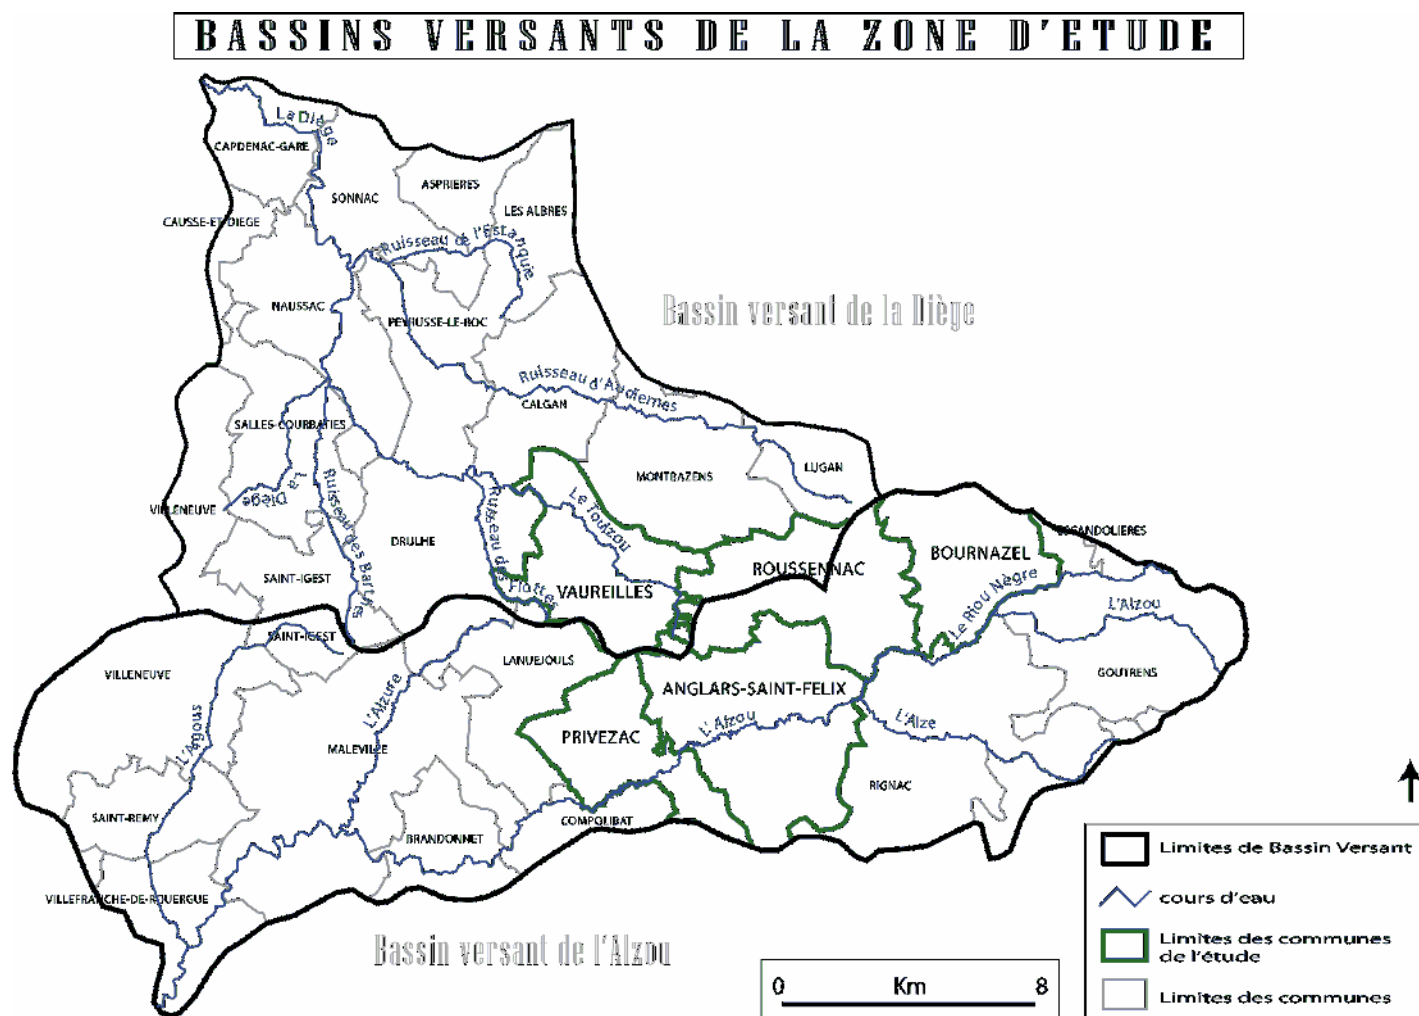 BASSINS VERSANTS DE LA ZONE D'ETUDE
La Diège
CAPDENAC-GARE
ASPRIERES
SONNAC
LES ALBRES
CAUSSE-ET-DIEGE
Ruisseau de l'Estanquie
NAUSSAC
Bassin versant de la Diège
PEYRUSSE-LE-ROC
Ruisseau d'Audiernes
CALGAN
SALLES-COURBATIES
MONTBAZENS
LUGAN
La Diège
VILLENEUVE
Ruisseau des Barthes
Ruisseau des Flottes
Le Touzou
DRULHE
BOURNAZEL
ROUSSENNAC
SAINT-IGEST
VAUREILLES
Le Riou Nègre
L'Alzou
SAINT-IGEST
LANUEJOULS
VILLENEUVE
GOUTRENS
ANGLARS-SAINT-FELIX
L'Alzure
L'Algous
L'Alzou
L'Alze
PRIVEZAC
MALEVILLE
RIGNAC
SAINT-REMY
COMPOLIBAT
BRANDONNET
VILLEFRANCHE-DE-ROUERGUE
Bassin versant de l'Alzou
0 Km 8
Limites de Bassin Versant
cours d'eau
Limites des communes
de l'étude
Limites des communes